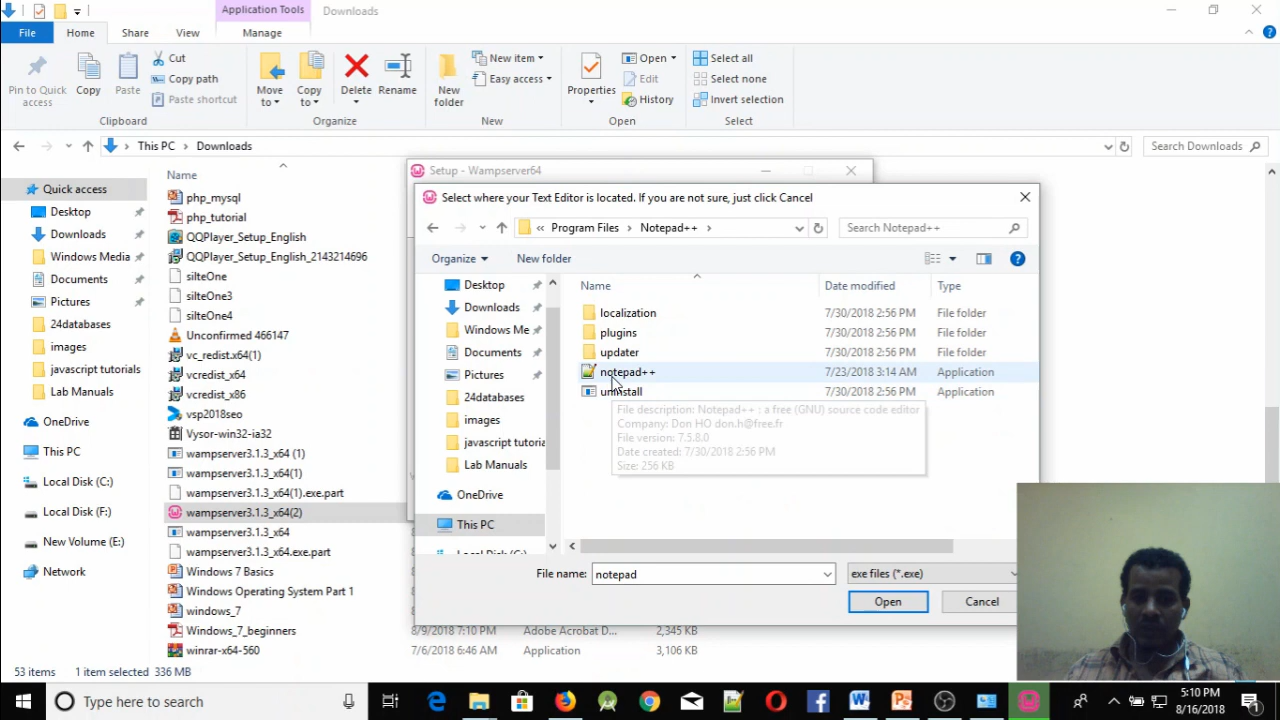 Application Tools
Downloads
File
Home
Share
View
Manage
Pin to Quick access
Copy
Paste
Cut
Copy path
Paste shortcut
Clipboard
Move to
Copy to
Delete
Rename
Organize
New folder
New item
Easy access
New
Properties
Open
Edit
History
Open
Select all
Select none
Invert selection
Select
This PC
Downloads
Search Downloads
Quick access
Desktop
Downloads
Windows Media
Documents
Pictures
24databases
images
javascript tutorials
Lab Manuals
OneDrive
This PC
Local Disk (C:)
Local Disk (F:)
New Volume (E:)
Network
Name
php_mysql
php_tutorial
QQPlayer_Setup_English
QQPlayer_Setup_English_2143214696
silteOne
silteOne3
silteOne4
Unconfirmed 466147
vc_redist.x64(1)
vcredist_x64
vcredist_x86
vsp2018seo
Vysor-win32-ia32
wampserver3.1.3_x64 (1)
wampserver3.1.3_x64(1)
wampserver3.1.3_x64(1).exe.part
wampserver3.1.3_x64(2)
wampserver3.1.3_x64
wampserver3.1.3_x64.exe.part
Windows 7 Basics
Windows Operating System Part 1
windows_7
Windows_7_beginners
8/9/2018 7:10 PM
Adobe Acrobat D...
2,345 KB
winrar-x64-560
7/6/2018 6:46 AM
Application
3,106 KB
Setup - Wampserver64
Select where your Text Editor is located. If you are not sure, just click Cancel
« Program Files
Notepad++
Search Notepad++
Organize
New folder
Desktop
Downloads
Windows Me
Documents
Pictures
24databases
images
javascript tutoria
Lab Manuals
OneDrive
This PC
Name
Date modified
Type
localization
7/30/2018 2:56 PM
File folder
plugins
7/30/2018 2:56 PM
File folder
updater
7/30/2018 2:56 PM
File folder
notepad++
7/23/2018 3:14 AM
Application
uninstall
7/30/2018 2:56 PM
Application
File description: Notepad++ : a free (GNU) source code editor
Company: Don HO don.h@free.fr
File version: 7.5.8.0
Date created: 7/30/2018 2:56 PM
Size: 256 KB
File name:
notepad
exe files (*.exe)
Open
Cancel
53 items
1 item selected
336 MB
Type here to search
5:10 PM
8/16/2018